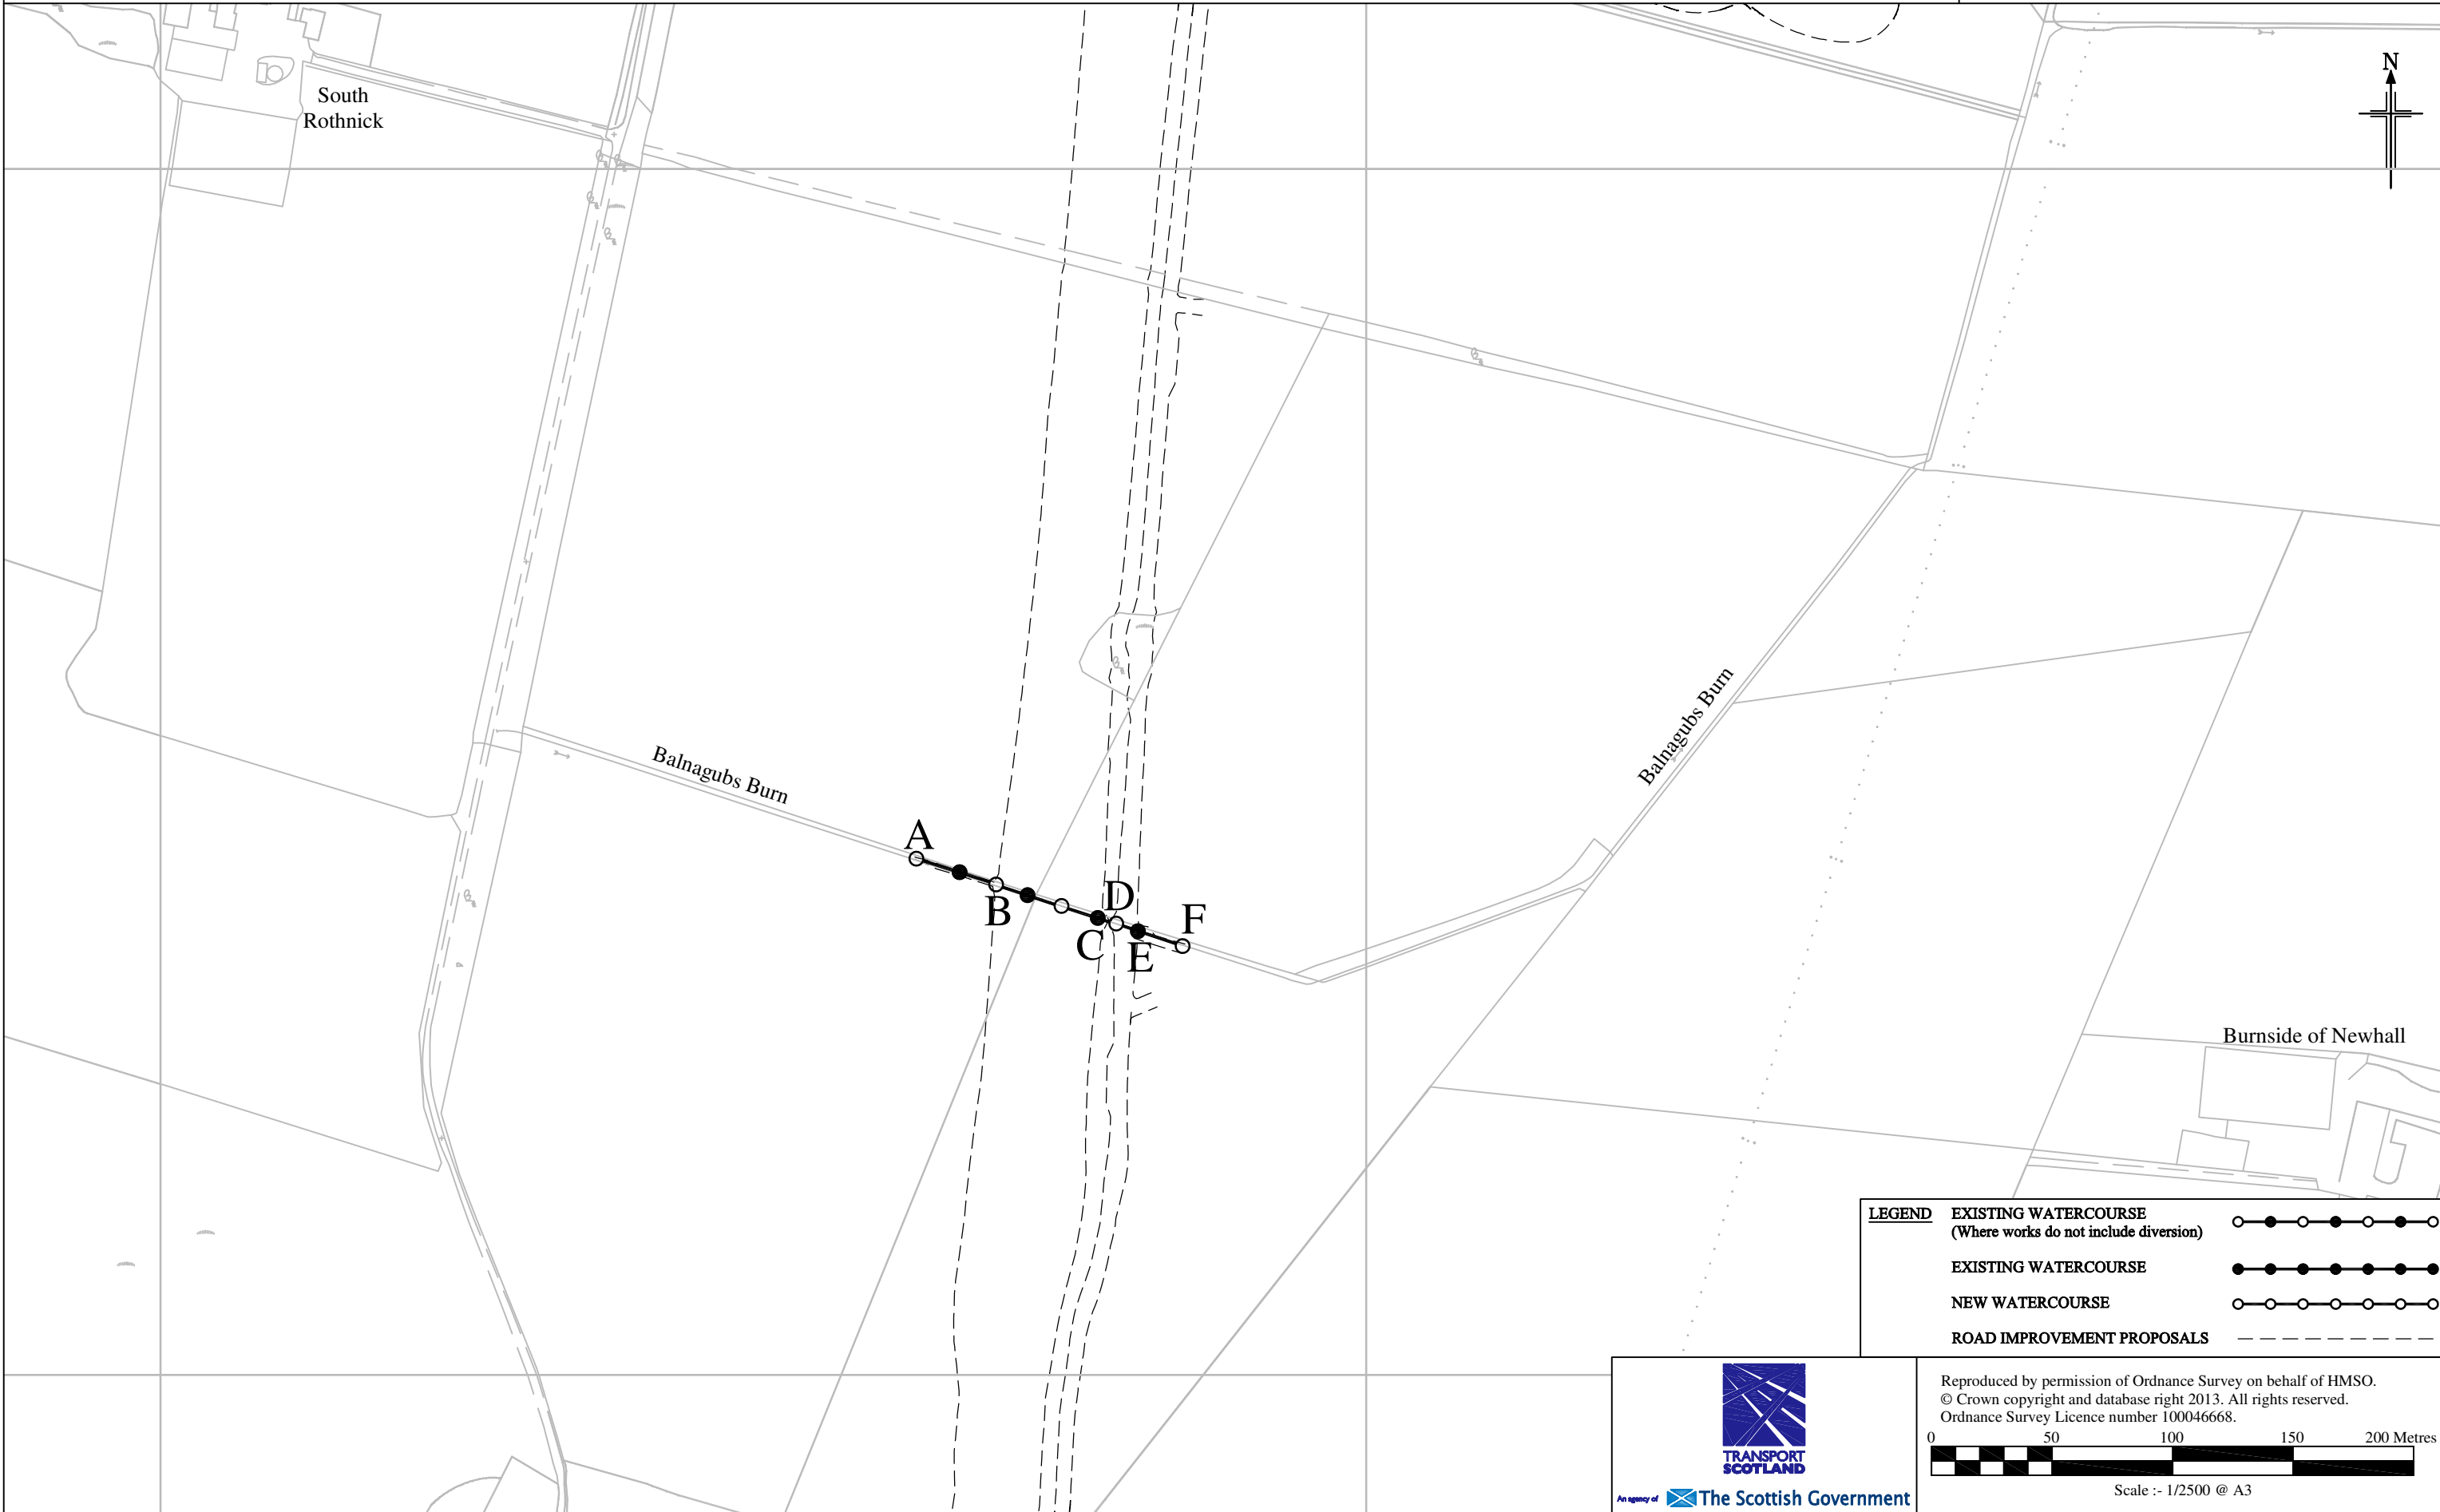 N
South
Rothnick
Balnagubs Burn
Balnagubs Burn
A
B
C
D
E
F
Burnside of Newhall
LEGEND
EXISTING WATERCOURSE
(Where works do not include diversion)
EXISTING WATERCOURSE
NEW WATERCOURSE
ROAD IMPROVEMENT PROPOSALS
TRANSPORT
SCOTLAND
An agency of The Scottish Government
Reproduced by permission of Ordnance Survey on behalf of HMSO.
© Crown copyright and database right 2013. All rights reserved.
Ordnance Survey Licence number 100046668.
0 50 100 150 200 Metres
Scale :- 1/2500 @ A3